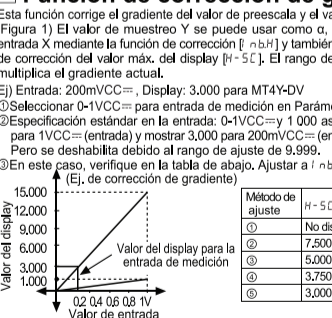 Función de corrección de g
Esta función corrige el gradiente del valor de preescala y el va
(Figura 1) El valor de muestreo Y se puede usar como α,
entrada X mediante la función de corrección [InbH] y también
de corrección del valor máx. del display [H-SC]. El rango de
multiplica el gradiente actual.
Ej) Entrada: 200mVCC⎓, Display: 3.000 para MT4Y-DV
①Seleccionar 0-1VCC⎓ para entrada de medición en Parám
②Especificación estándar en la entrada: 0-1VCC⎓y 1 000 as
para 1VCC⎓ (entrada) y mostrar 3,000 para 200mVCC⎓ (en
Pero se deshabilita debido al rango de ajuste de 9.999.
③En este caso, verifique en la tabla de abajo. Ajustar a InbH
(Ej. de corrección de gradiente)
Valor del display
15.000
12.000
9,000
6,000
3,000
1,000
Valor del display para la
entrada de medición
0.2 0.4 0.6 0.8 1V
Valor de entrada
Método de
ajuste
H-SC
① No dis
② 7.500
③ 5.000
④ 3.750
⑤ 3,000